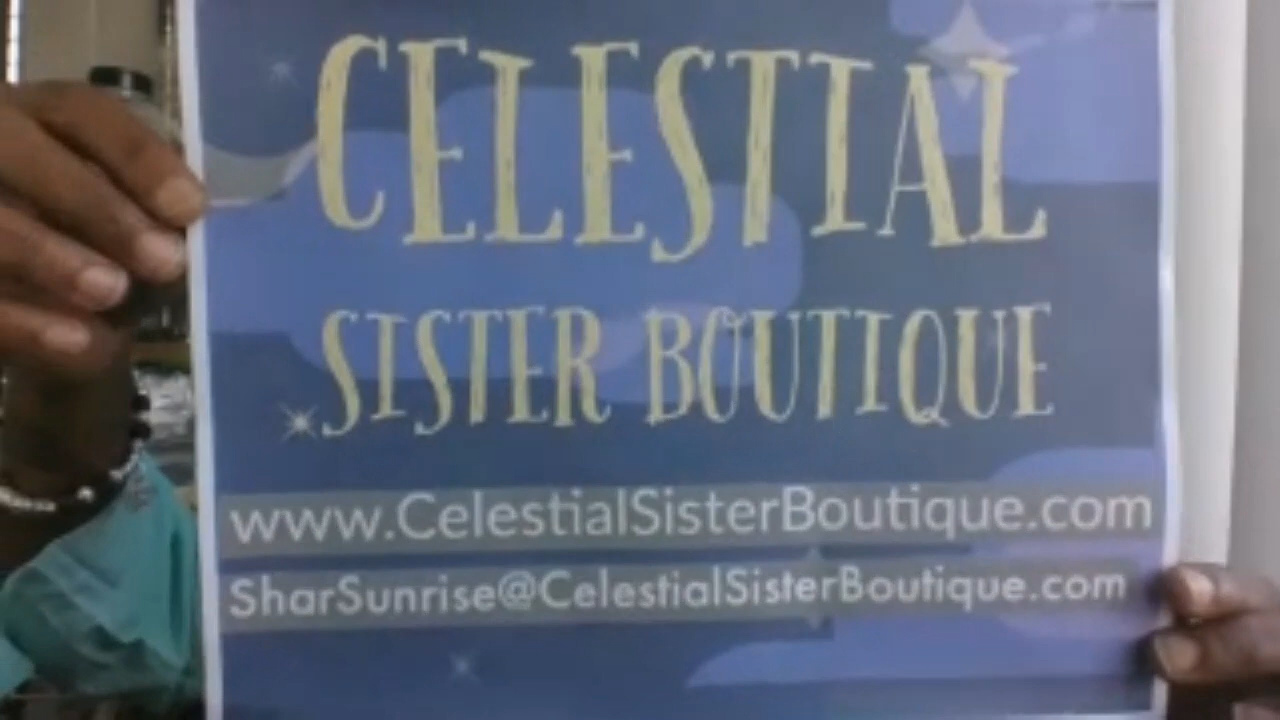 CELESTIAL
SISTER BOUTIQUE
www.CelestialSisterBoutique.com
SharSunrise@CelestialSisterBoutique.com